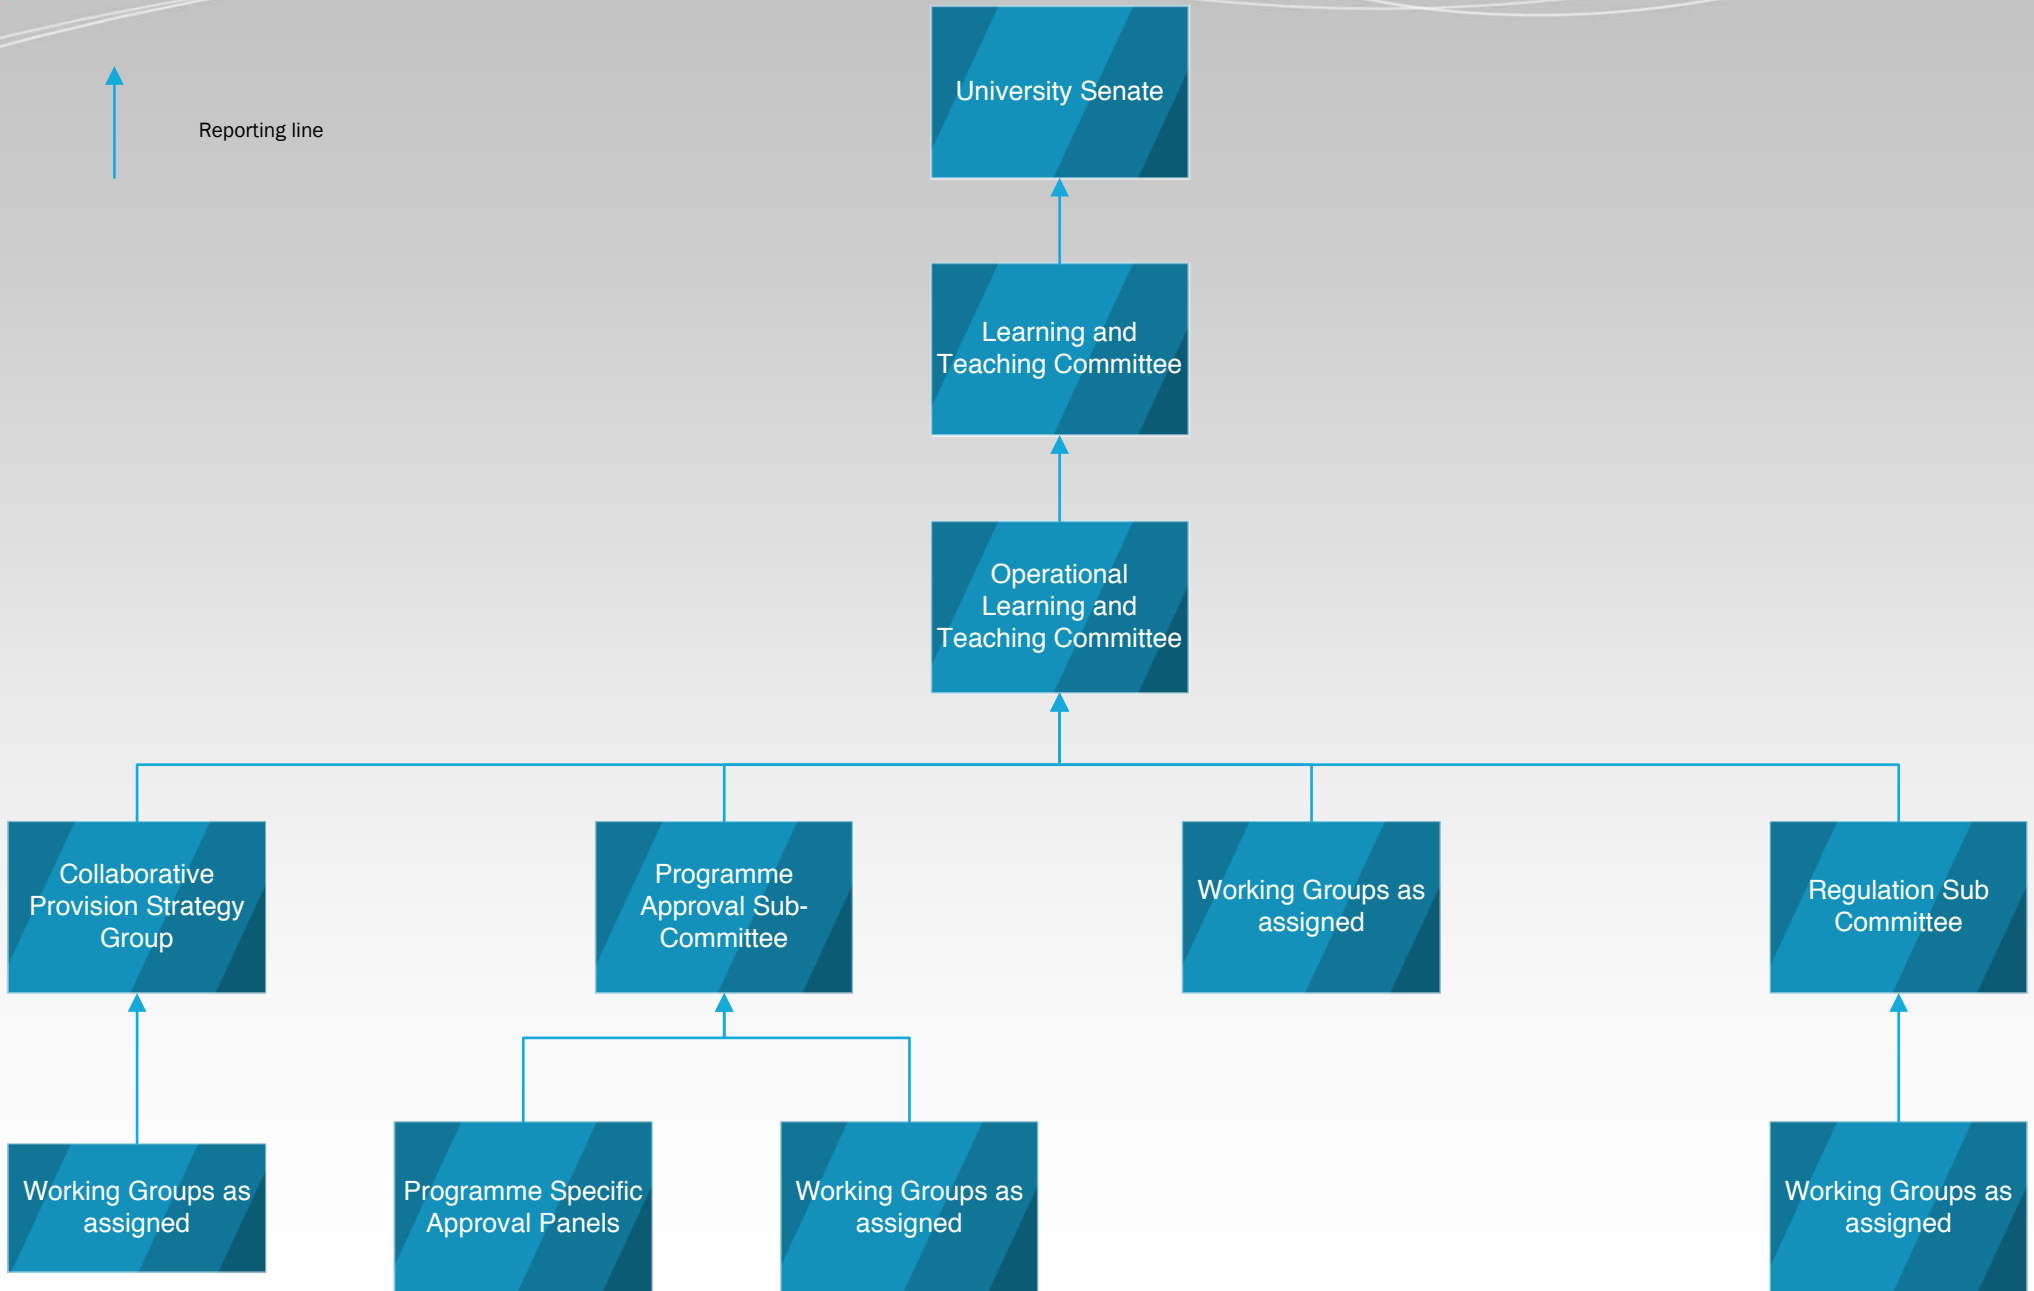 University Senate
Reporting line
Learning and
Teaching Committee
Operational
Learning and
Teaching Committee
Collaborative
Provision Strategy
Group
Programme
Approval Sub-
Committee
Working Groups as
assigned
Regulation Sub
Committee
Working Groups as
assigned
Programme Specific
Approval Panels
Working Groups as
assigned
Working Groups as
assigned